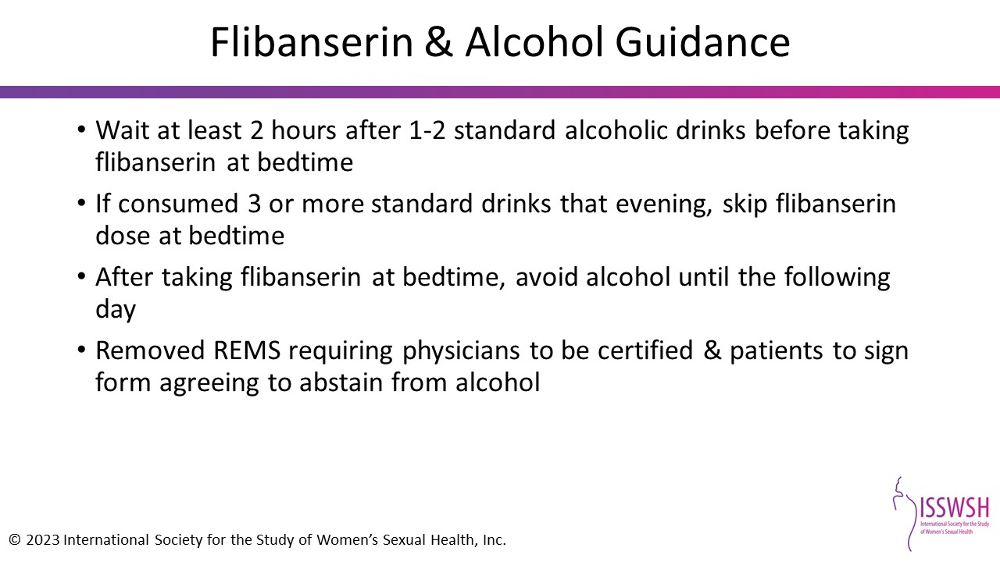 Flibanserin & Alcohol Guidance
• Wait at least 2 hours after 1-2 standard alcoholic drinks before taking
flibanserin at bedtime
• If consumed 3 or more standard drinks that evening, skip flibanserin
dose at bedtime
• After taking flibanserin at bedtime, avoid alcohol until the following
day
• Removed REMS requiring physicians to be certified & patients to sign
form agreeing to abstain from alcohol
ISSWSH
International Society for the Study
of Women's Sexual Health
© 2023 International Society for the Study of Women’s Sexual Health, Inc.